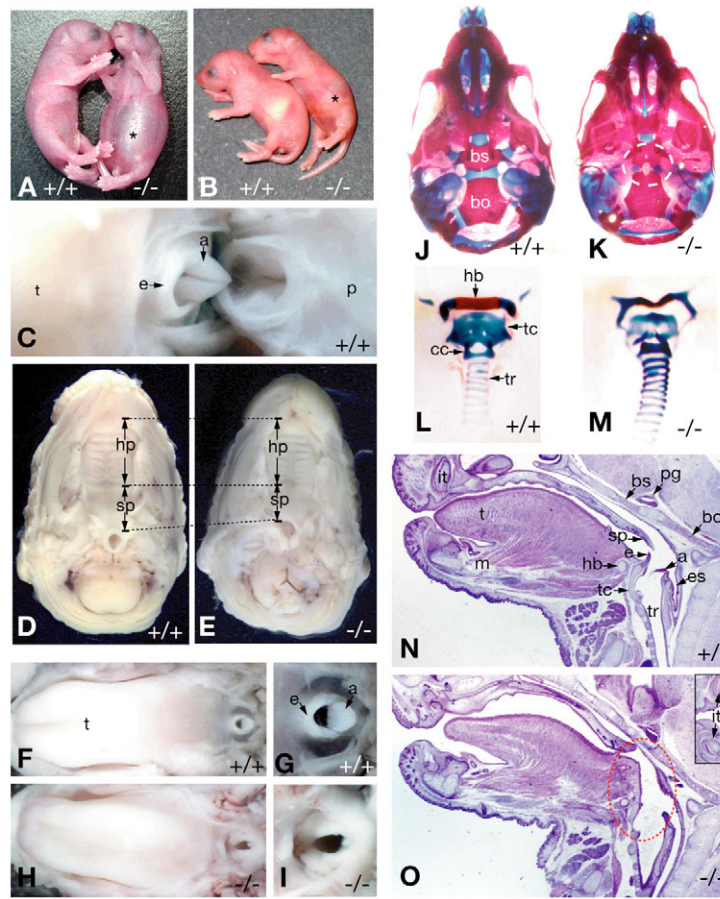 *
A
+/+
-/-
*
B
+/+
-/-
a
e
t
p
C
+/+
hp
sp
hp
sp
D
+/+
E
-/-
t
F
+/+
e
a
G
+/+
H
-/-
I
-/-
bs
bo
J
+/+
K
-/-
hb
tc
cc
tr
L
+/+
M
-/-
it
t
bs
pg
bo
sp
e
a
hb
es
m
tc
tr
N
+/
it
O
-/-